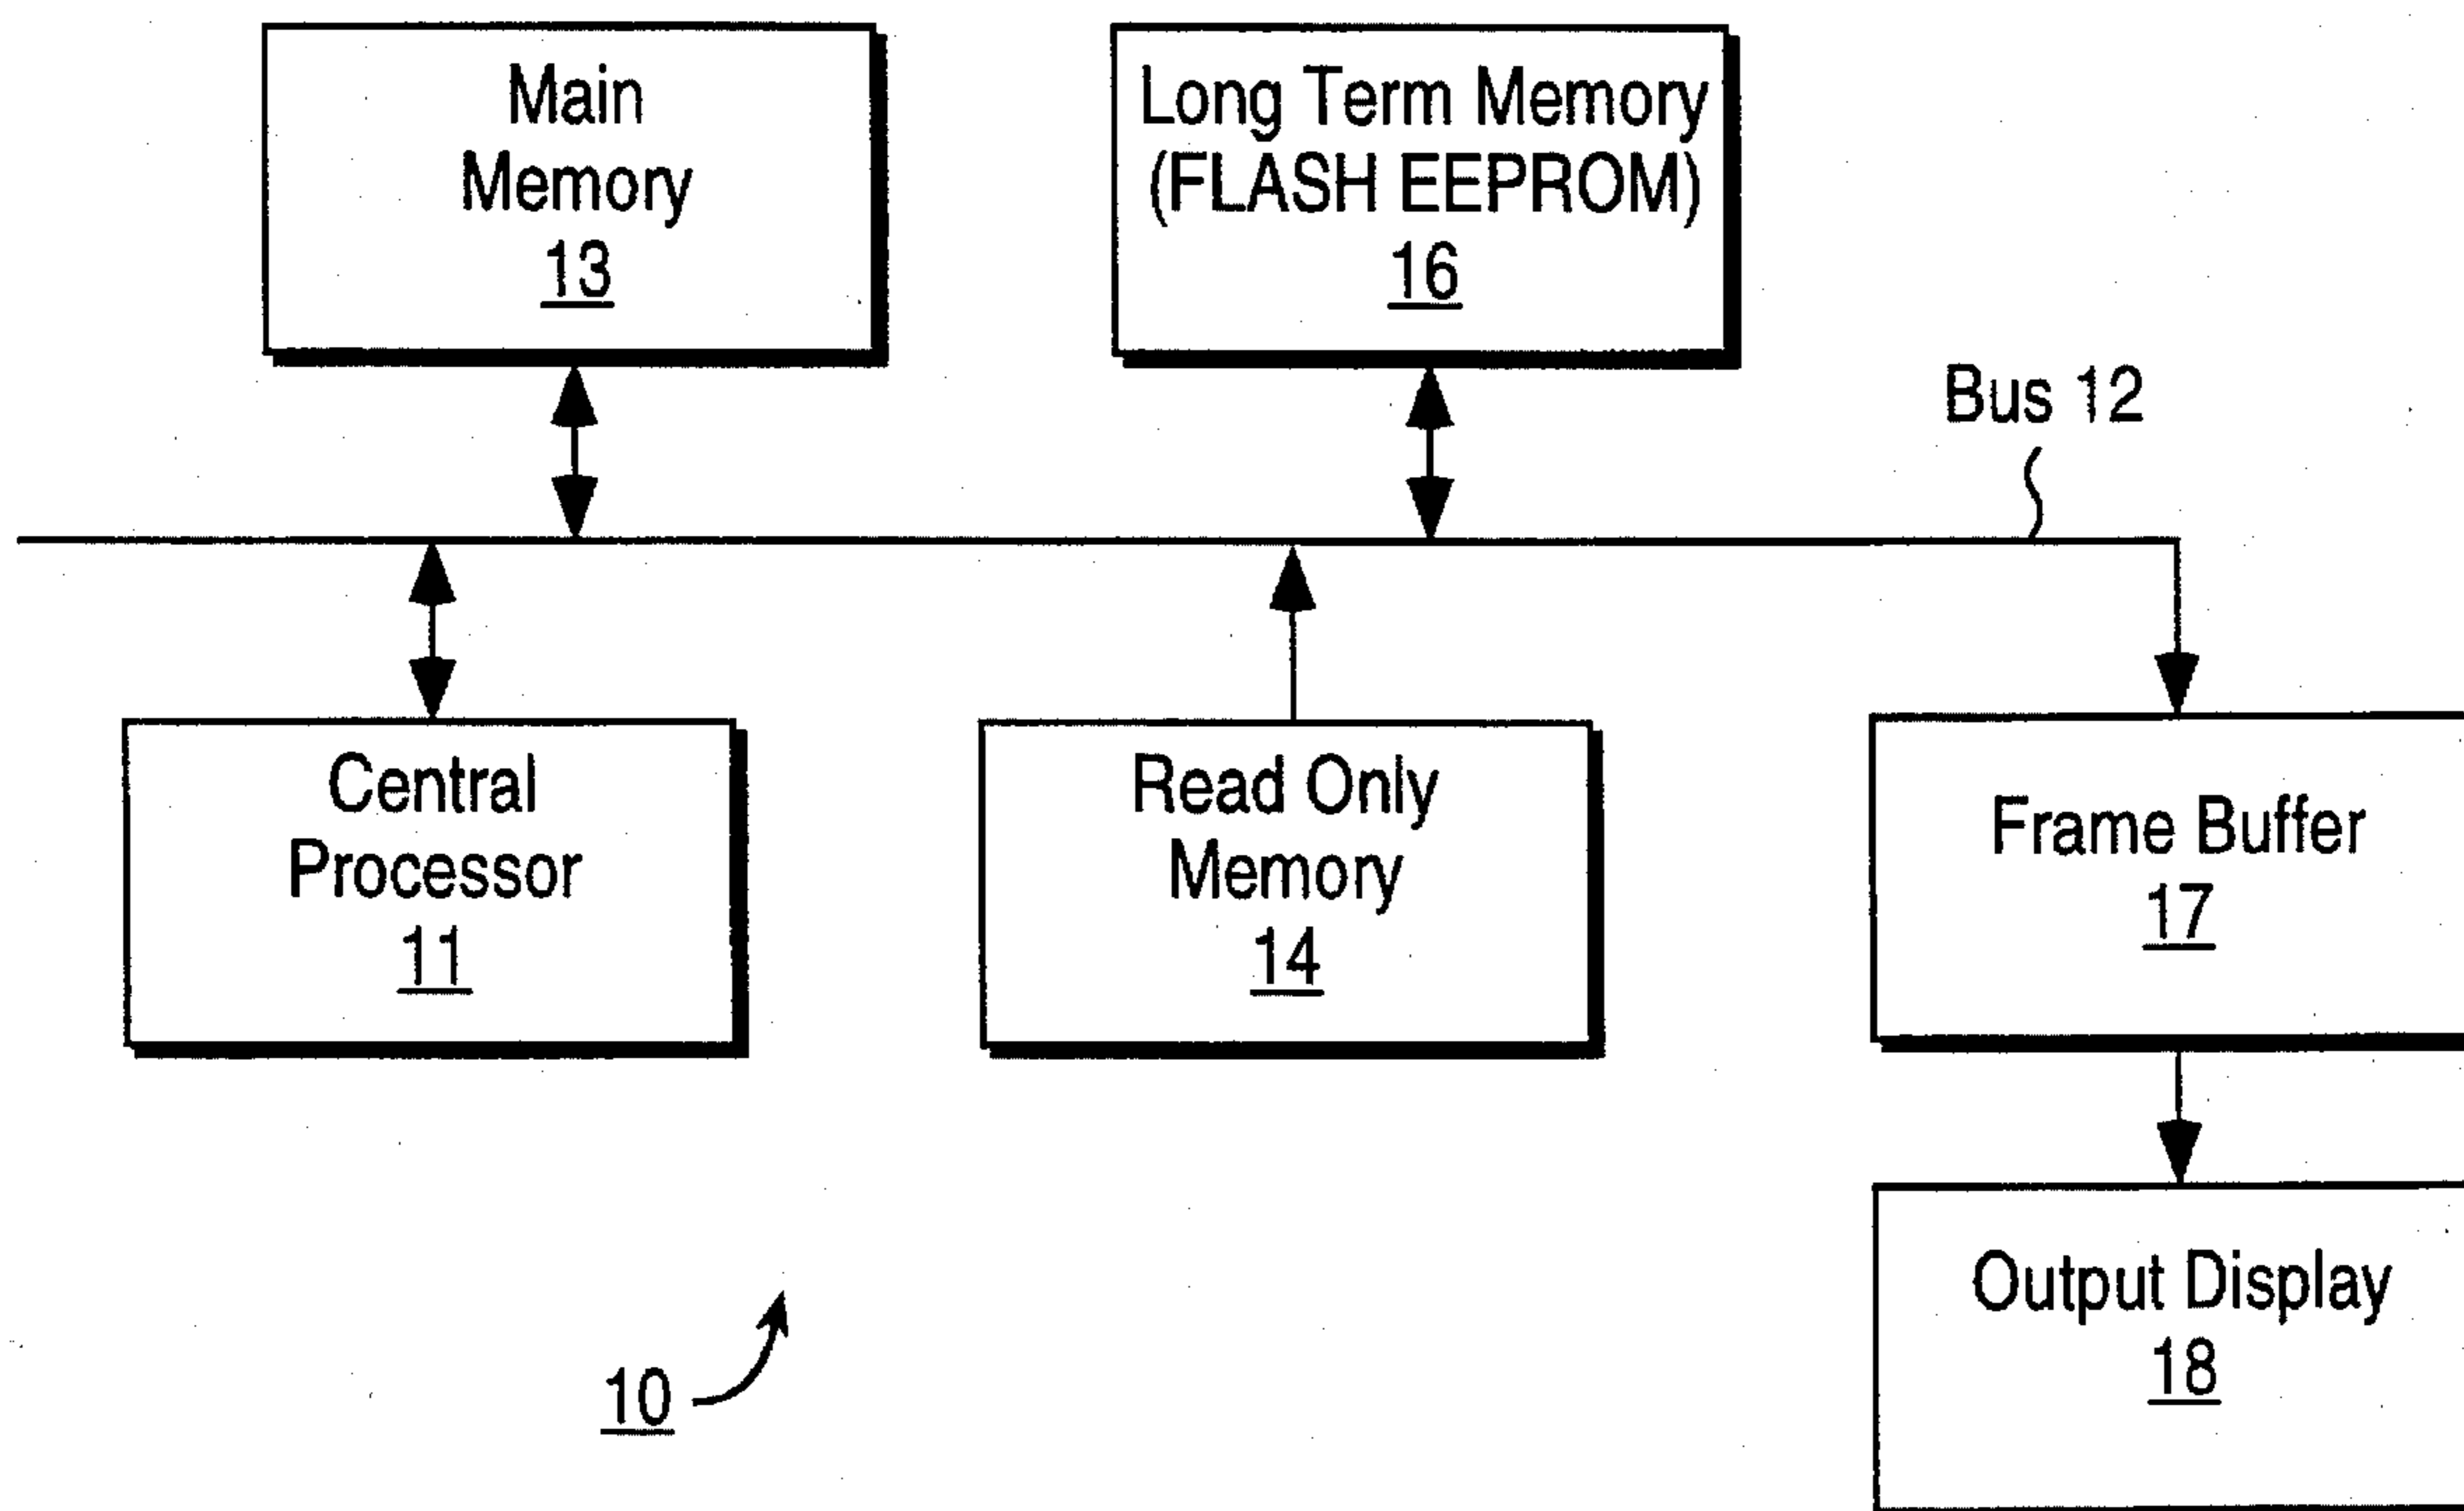 Main
Memory
13
Long Term Memory
(FLASH EEPROM)
16
Bus 12
Central
Processor
11
Read Only
Memory
14
Frame Buffer
17
Output Display
18
10